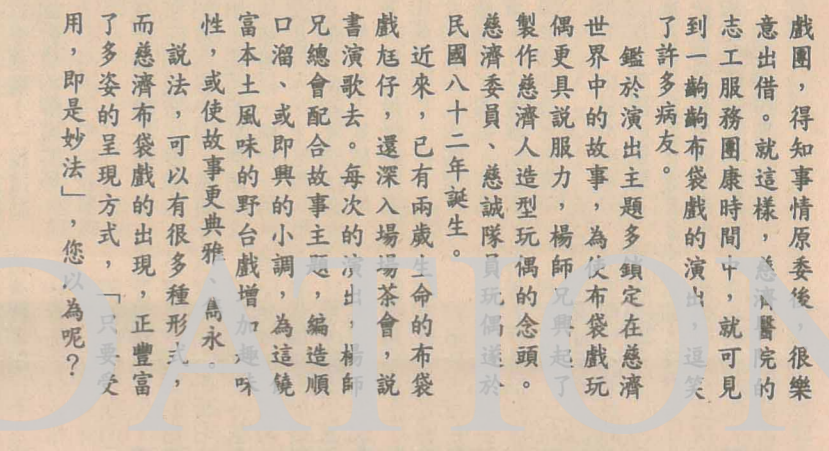 戲團，得知事情原委後，很樂
意出借。就這樣，慈濟醫院的
志工服務團康時間中，就可見
到一齣齣布袋戲的演出，逗笑
了許多病友。
鑑於演出主題多鎖定在慈濟
世界中的故事，為使布袋戲玩
偶更具說服力，楊師兄興起了
製作慈濟人造型玩偶的念頭。
慈濟委員、慈誠隊員玩偶遂於
民國八十二年誕生。
近來，已有兩歲生命的布袋
戲尪仔，還深入場場茶會，說
書演歌去。每次的演出，楊師
兄總會配合故事主題，編造順
口溜、或即興的小調，為這饒
富本土風味的野台戲增加趣味
性，或使故事更典雅、雋永。
說法，可以有很多種形式，
而慈濟布袋戲的出現，正豐富
了多姿的呈現方式，「只要受
用，即是妙法」，您以為呢？
DATION